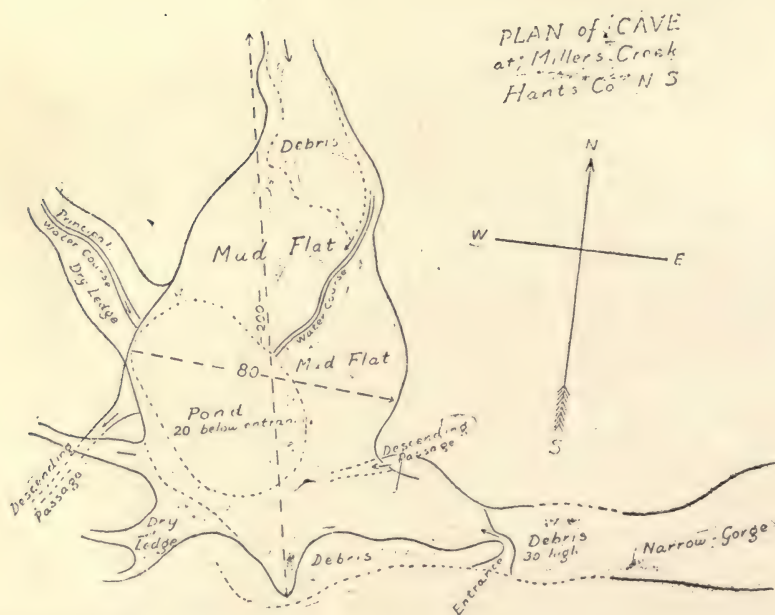 PLAN of CAVE
at Millers Creek
Hants Co N S
Debris
N
Principal
Water Course
Dry Ledge
Mud Flat
W
E
200
Water Course
Mud Flat
80
Pond
20 below entran.
S
Descending
Passage
Descending
Passage
Dry
Ledge
Debris
30 high
Narrow Gorge
Debris
Entrance